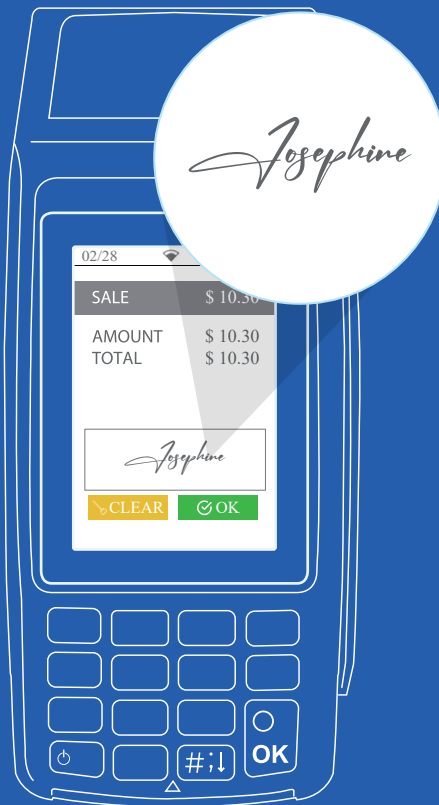 Josephine
02/28
SALE $ 10.30
AMOUNT $ 10.30
TOTAL $ 10.30
Josephine
CLEAR OK
#;↓
OK